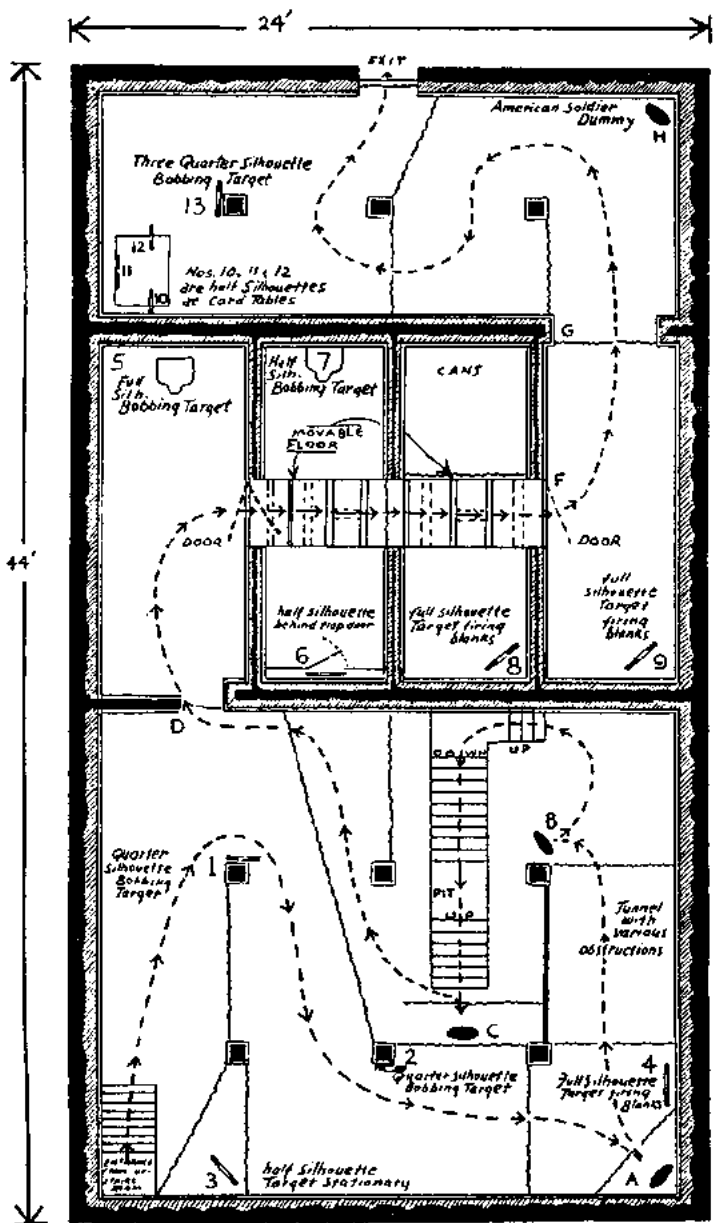 24'
EXIT
American Soldier
Dummy
H
Three Quarter Silhouette
Bobbing Target
13
12
11
10
Nos. 10, 11 & 12
are half Silhouettes
at Card Tables
G
5
Full
Silh.
Bobbing Target
Half
Silh.
7
Bobbing Target
CANS
MOVABLE
FLOOR
F
DOOR
DOOR
44'
half silhouette
behind trap door
6
full silhouette
Target firing
blanks
8
full
silhouette
Target
firing
blanks
9
D
DOWN
UP
B
Quarter
Silhouette
Bobbing
Target
1
PIT
UP
Tunnel
with
various
obstructions
C
2
Quarter Silhouette
Bobbing Target
4
Full Silhouette
Target firing
Blanks
ENTRANCE
FROM
3
half silhouette
Target Stationary
A